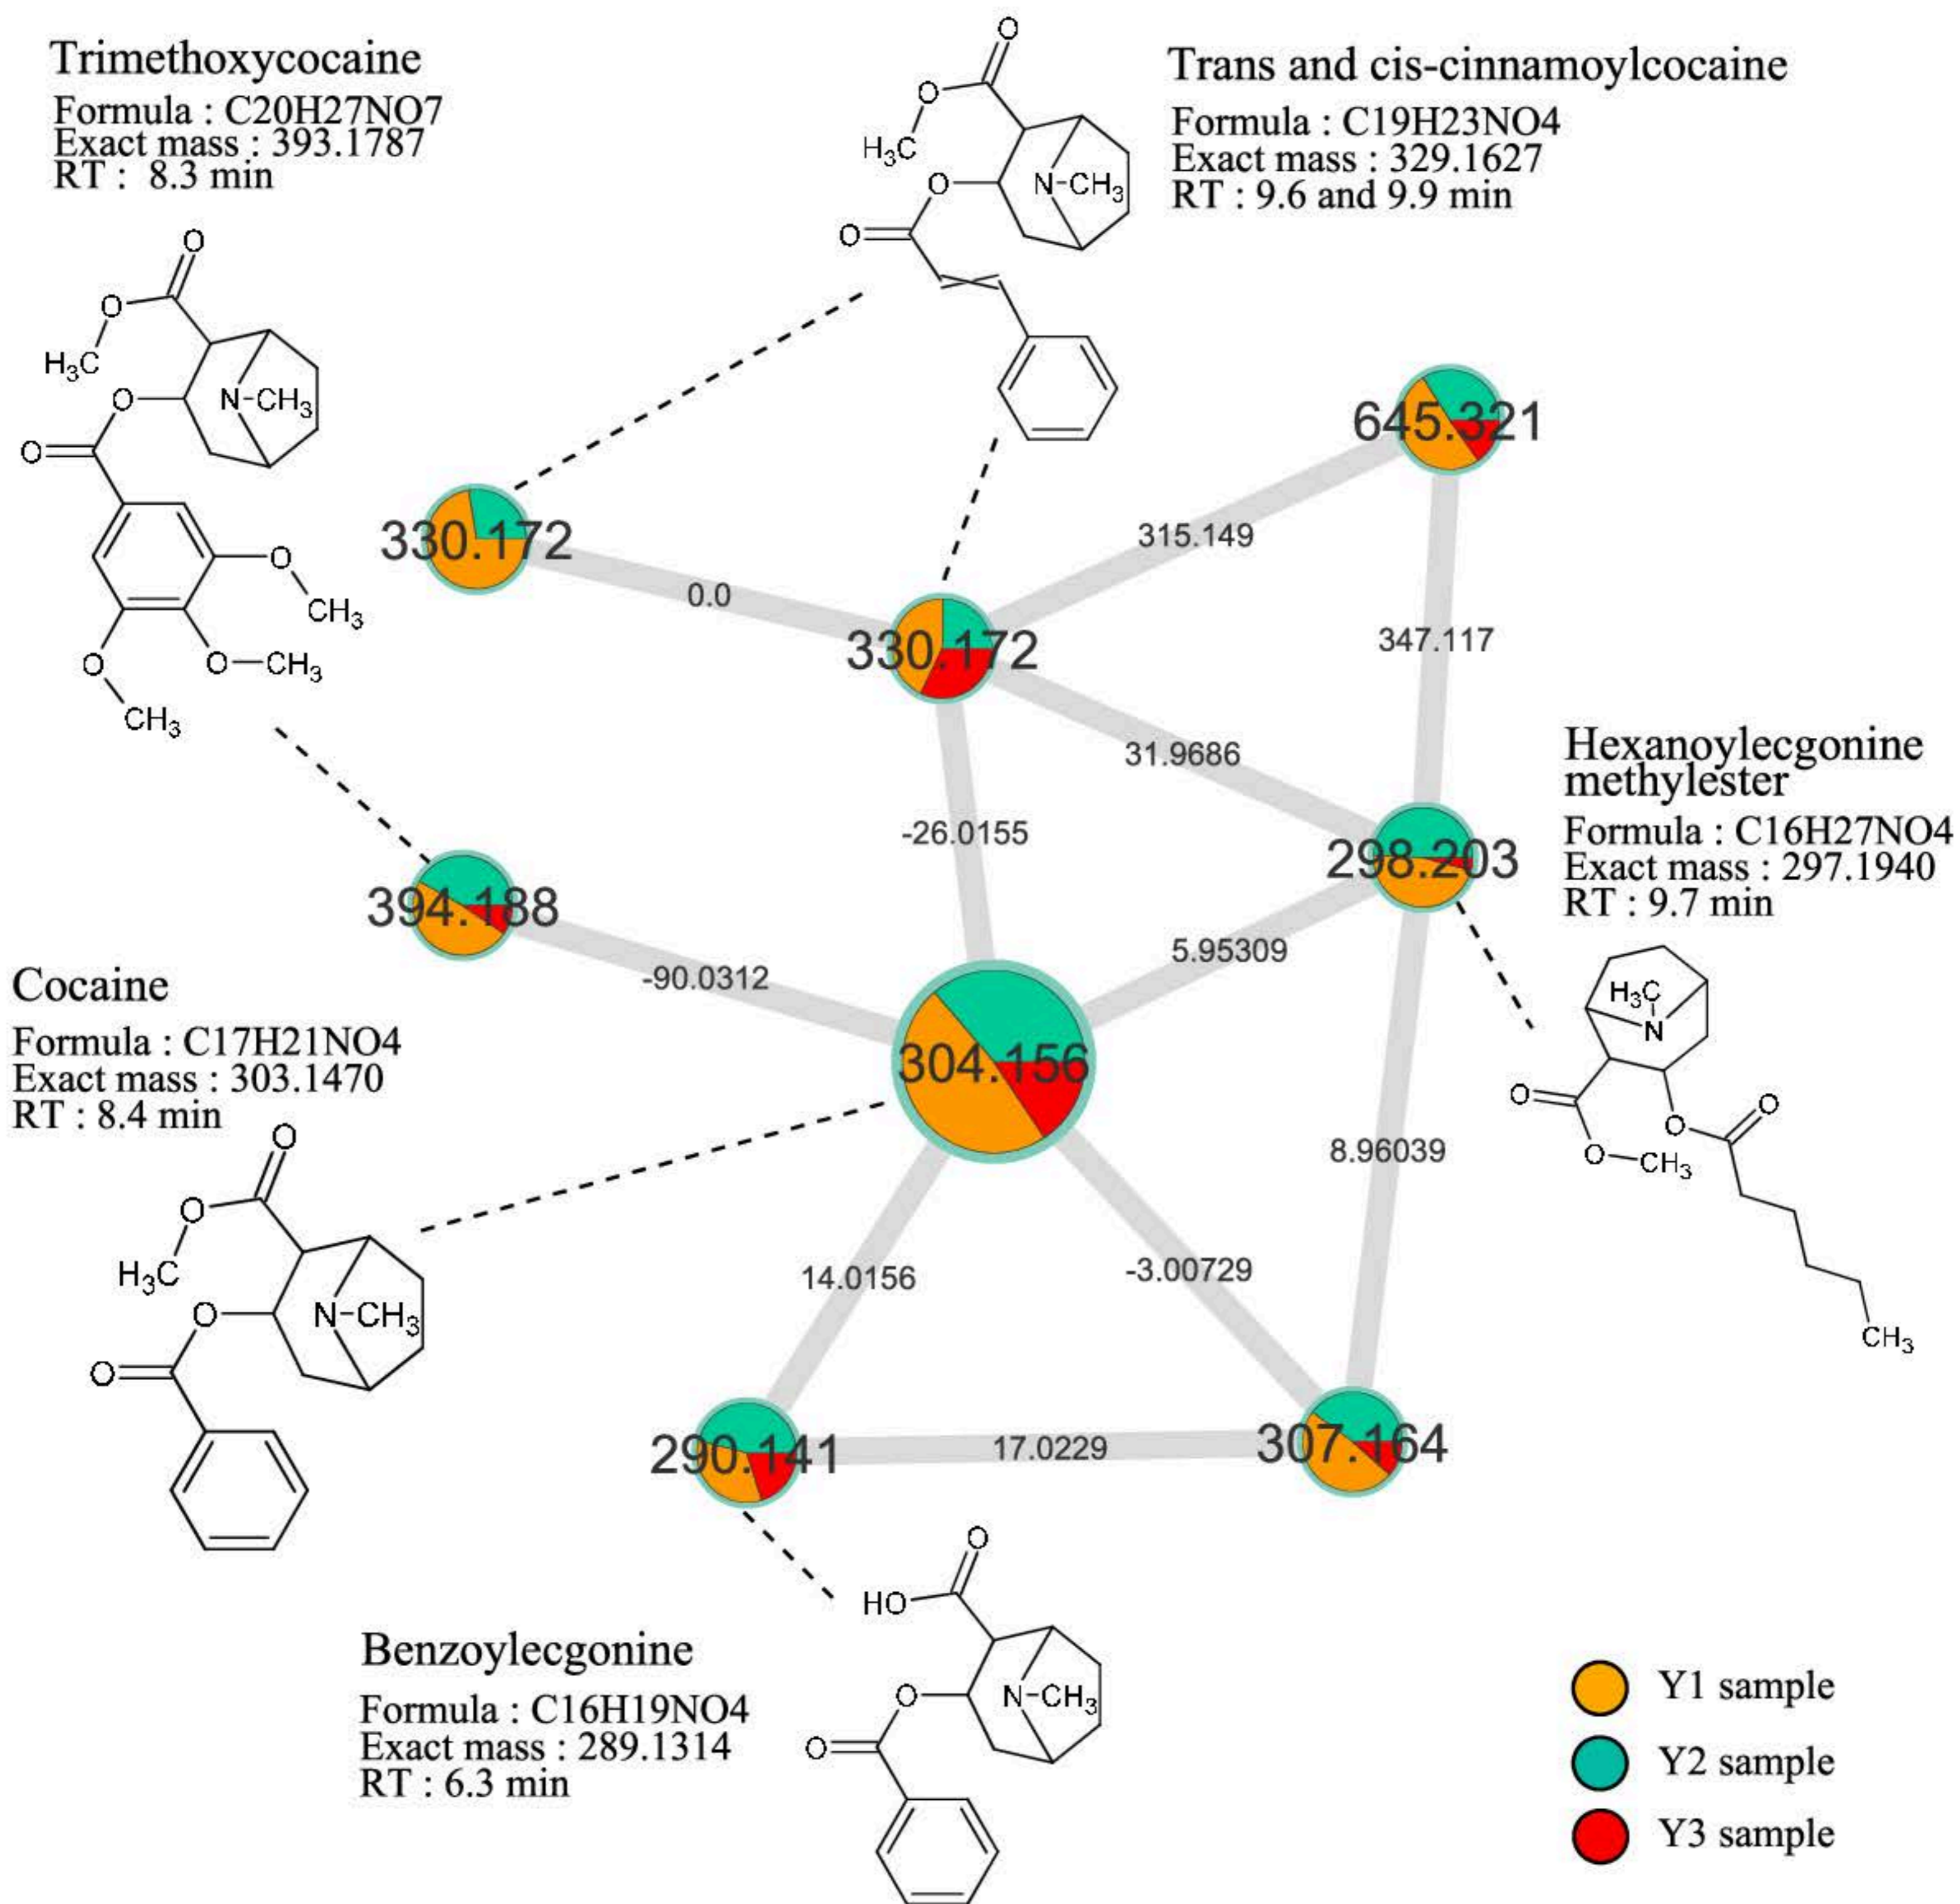 Trimethoxycocaine
Formula : C20H27NO7
Exact mass : 393.1787
RT : 8.3 min
Trans and cis-cinnamoylcocaine
Formula : C19H23NO4
Exact mass : 329.1627
RT : 9.6 and 9.9 min
O
O
H₃C
O
N-CH₃
O
O
O
H₃C
O
N-CH₃
O
O
CH₃
O
O-CH₃
CH₃
645.321
330.172
315.149
0.0
330.172
347.117
31.9686
-26.0155
298.203
394.188
5.95309
-90.0312
Hexanoylecgonine
methylester
Formula : C16H27NO4
Exact mass : 297.1940
RT : 9.7 min
H₃C
N
O
O
O
O-CH₃
CH₃
Cocaine
Formula : C17H21NO4
Exact mass : 303.1470
RT : 8.4 min
304.156
8.96039
O
O
H₃C
O
N-CH₃
O
14.0156
-3.00729
290.141
17.0229
307.164
O
HO
O
N-CH₃
O
Benzoylecgonine
Formula : C16H19NO4
Exact mass : 289.1314
RT : 6.3 min
Y1 sample
Y2 sample
Y3 sample